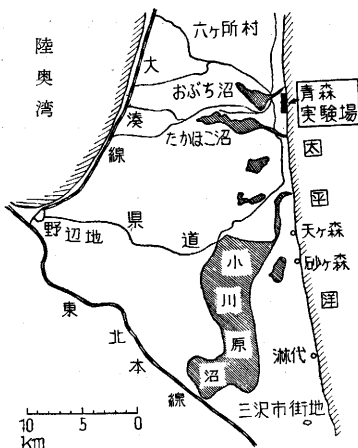 六ヶ所村
陸奥湾
大湊線
おぶち沼
青森
実験場
たかほこ沼
太平洋
野辺地
県道
天ヶ森
砂ヶ森
小川原沼
東北本線
淋代
三沢市街地
10 5 0
km